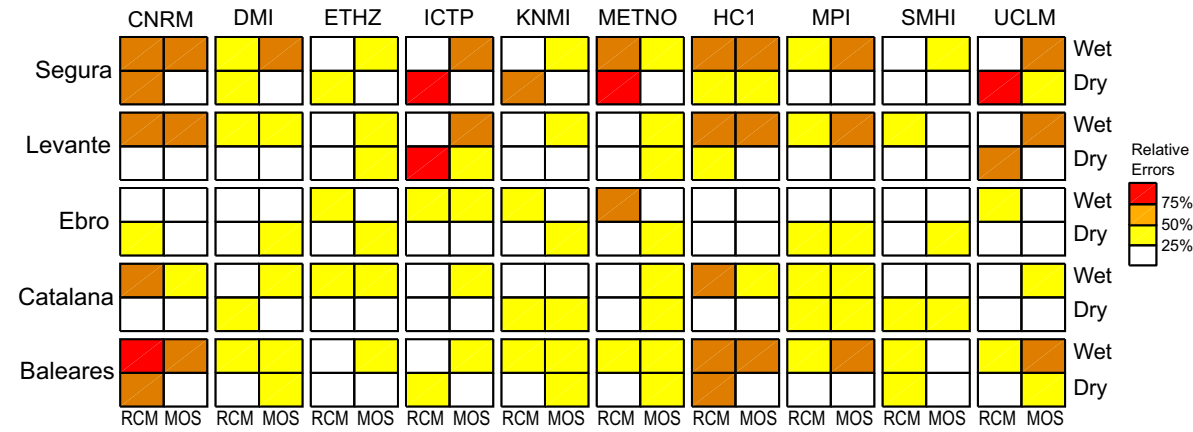 CNRM DMI ETHZ ICTP KNMI METNO HC1 MPI SMHI UCLM
Segura Wet
Dry
Levante Wet
Dry
Relative
Errors
75%
50%
25%
Ebro Wet
Dry
Catalana Wet
Dry
Baleares Wet
Dry
RCM MOS RCM MOS RCM MOS RCM MOS RCM MOS RCM MOS RCM MOS RCM MOS RCM MOS RCM MOS